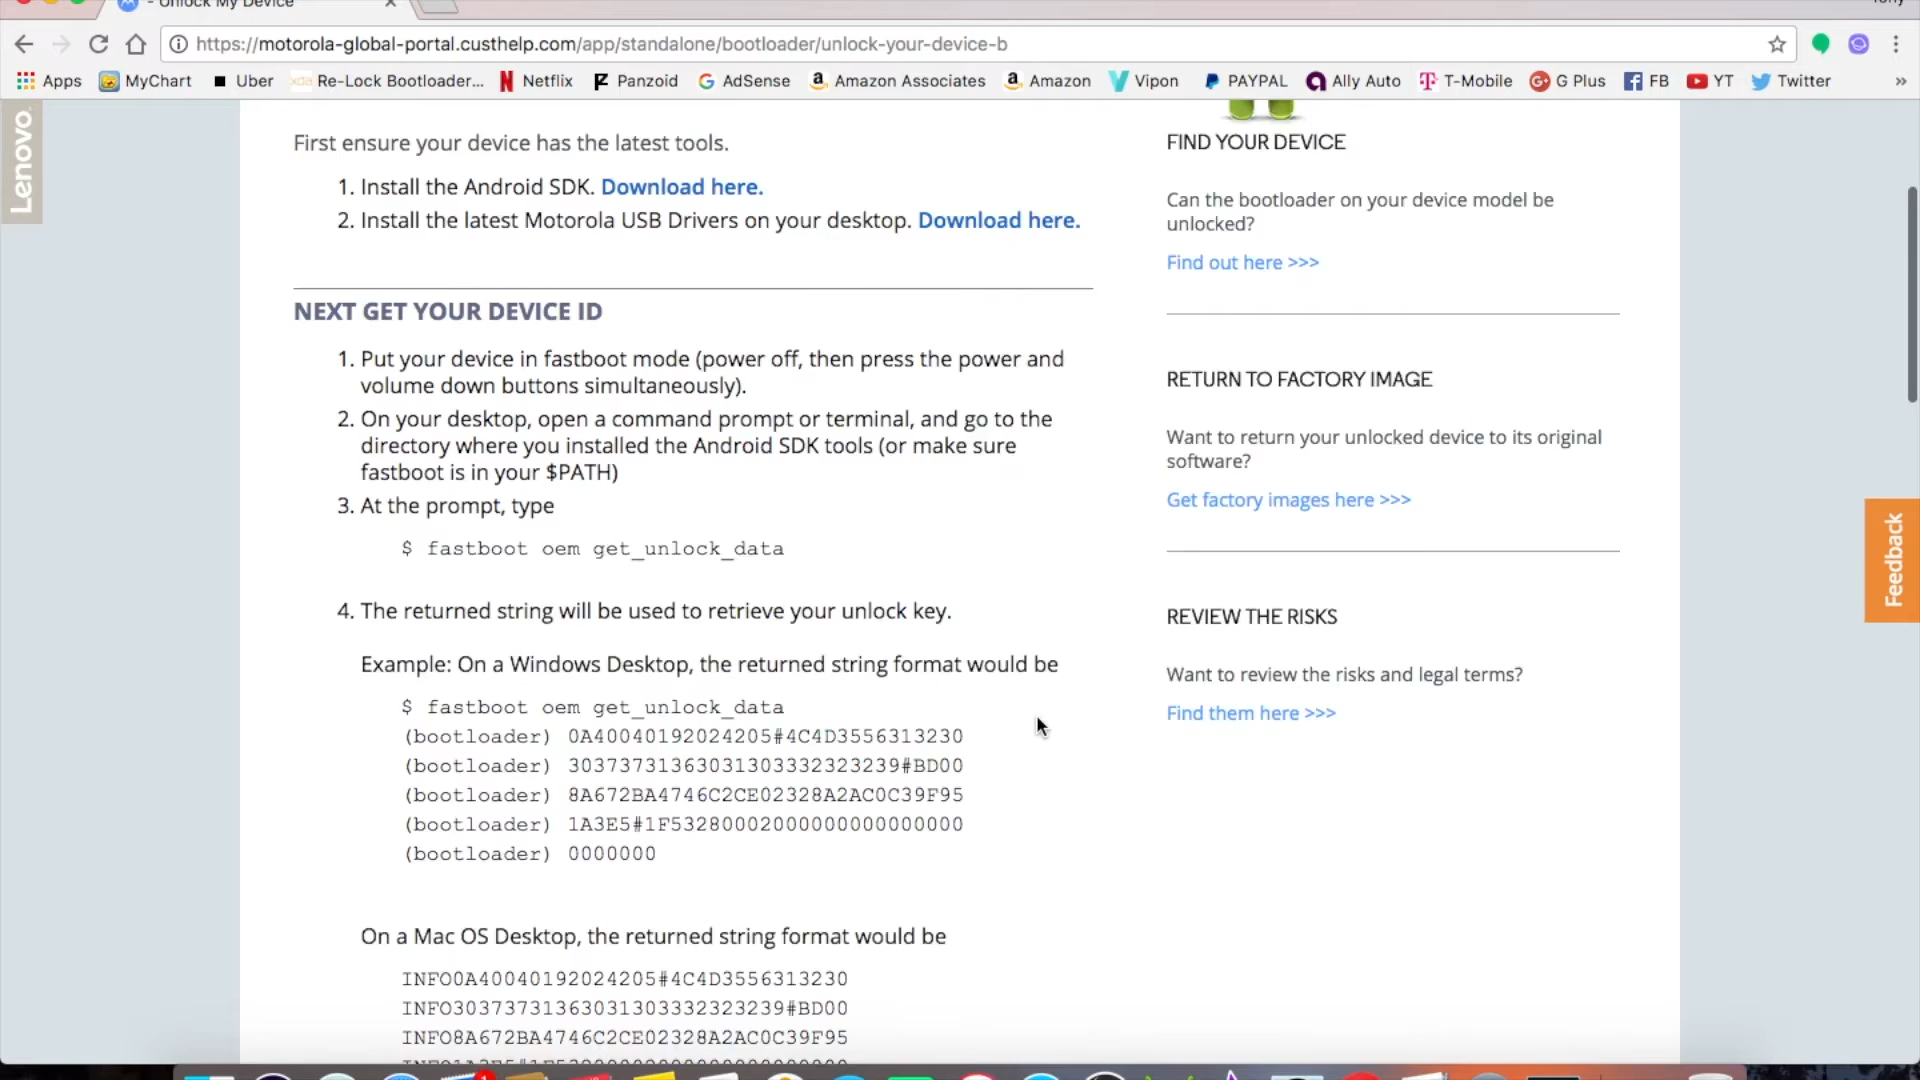 - Unlock My Device
Tony
https://motorola-global-portal.custhelp.com/app/standalone/bootloader/unlock-your-device-b
Apps MyChart Uber Re-Lock Bootloader... Netflix Panzoid AdSense Amazon Associates Amazon Vipon PAYPAL Ally Auto T-Mobile G Plus FB YT Twitter »
Lenovo
First ensure your device has the latest tools.
1. Install the Android SDK. Download here.
2. Install the latest Motorola USB Drivers on your desktop. Download here.
NEXT GET YOUR DEVICE ID
1. Put your device in fastboot mode (power off, then press the power and
volume down buttons simultaneously).
2. On your desktop, open a command prompt or terminal, and go to the
directory where you installed the Android SDK tools (or make sure
fastboot is in your $PATH)
3. At the prompt, type
$ fastboot oem get_unlock_data
4. The returned string will be used to retrieve your unlock key.
Example: On a Windows Desktop, the returned string format would be
$ fastboot oem get_unlock_data
(bootloader) 0A40040192024205#4C4D3556313230
(bootloader) 30373731363031303332323239#BD00
(bootloader) 8A672BA4746C2CE02328A2AC0C39F95
(bootloader) 1A3E5#1F53280002000000000000000
(bootloader) 0000000
On a Mac OS Desktop, the returned string format would be
INFO0A40040192024205#4C4D3556313230
INFO30373731363031303332323239#BD00
INFO8A672BA4746C2CE02328A2AC0C39F95
FIND YOUR DEVICE
Can the bootloader on your device model be
unlocked?
Find out here >>>
RETURN TO FACTORY IMAGE
Want to return your unlocked device to its original
software?
Get factory images here >>>
REVIEW THE RISKS
Want to review the risks and legal terms?
Find them here >>>
Feedback